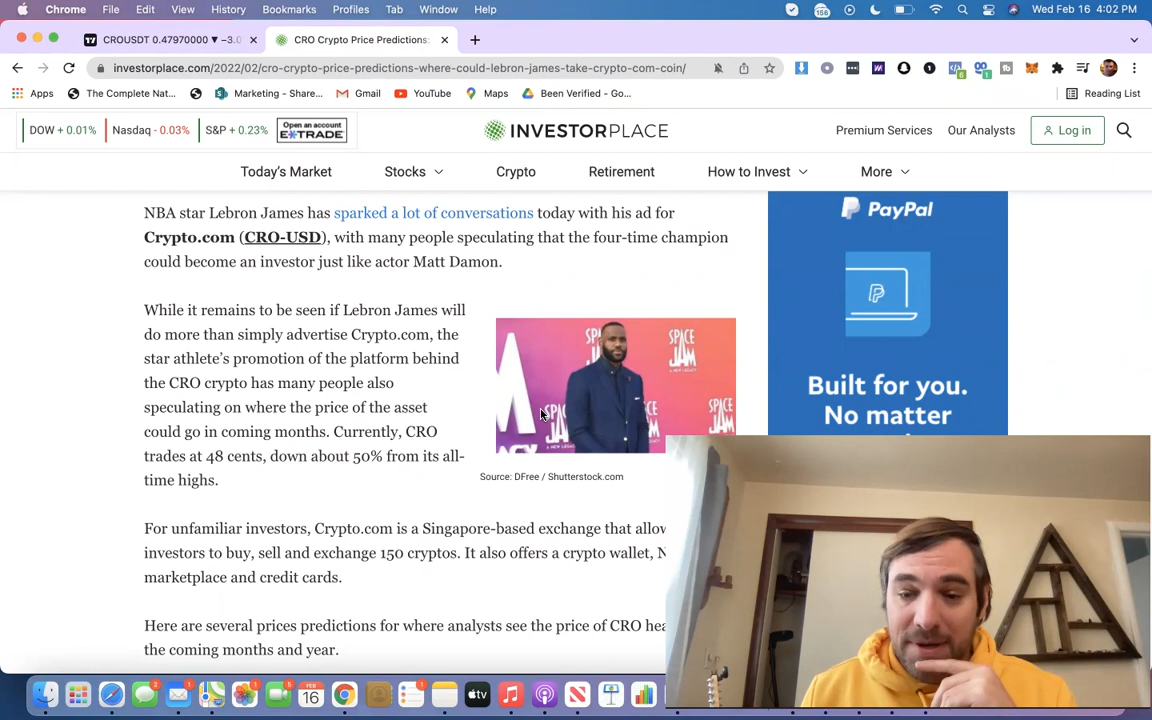 Chrome File Edit View History Bookmarks Profiles Tab Window Help
156
Wed Feb 16 4:02 PM
CROUSDT 0.47970000 ▼ −3.0
CRO Crypto Price Predictions:
investorplace.com/2022/02/cro-crypto-price-predictions-where-could-lebron-james-take-crypto-com-coin/
Apps The Complete Nat... Marketing - Share... Gmail YouTube Maps Been Verified - Go... Reading List
DOW + 0.01% Nasdaq - 0.03% S&P + 0.23% Open an account E*TRADE
INVESTORPLACE
Premium Services Our Analysts Log in
Today's Market Stocks Crypto Retirement How to Invest More
NBA star Lebron James has sparked a lot of conversations today with his ad for
Crypto.com (CRO-USD), with many people speculating that the four-time champion
could become an investor just like actor Matt Damon.
While it remains to be seen if Lebron James will
do more than simply advertise Crypto.com, the
star athlete's promotion of the platform behind
the CRO crypto has many people also
speculating on where the price of the asset
could go in coming months. Currently, CRO
trades at 48 cents, down about 50% from its all-
time highs.
SPACE JAM
Source: DFree / Shutterstock.com
For unfamiliar investors, Crypto.com is a Singapore-based exchange that allow
investors to buy, sell and exchange 150 cryptos. It also offers a crypto wallet, N
marketplace and credit cards.
Here are several prices predictions for where analysts see the price of CRO hea
the coming months and year.
PayPal
Built for you.
No matter
FEB
16
tv